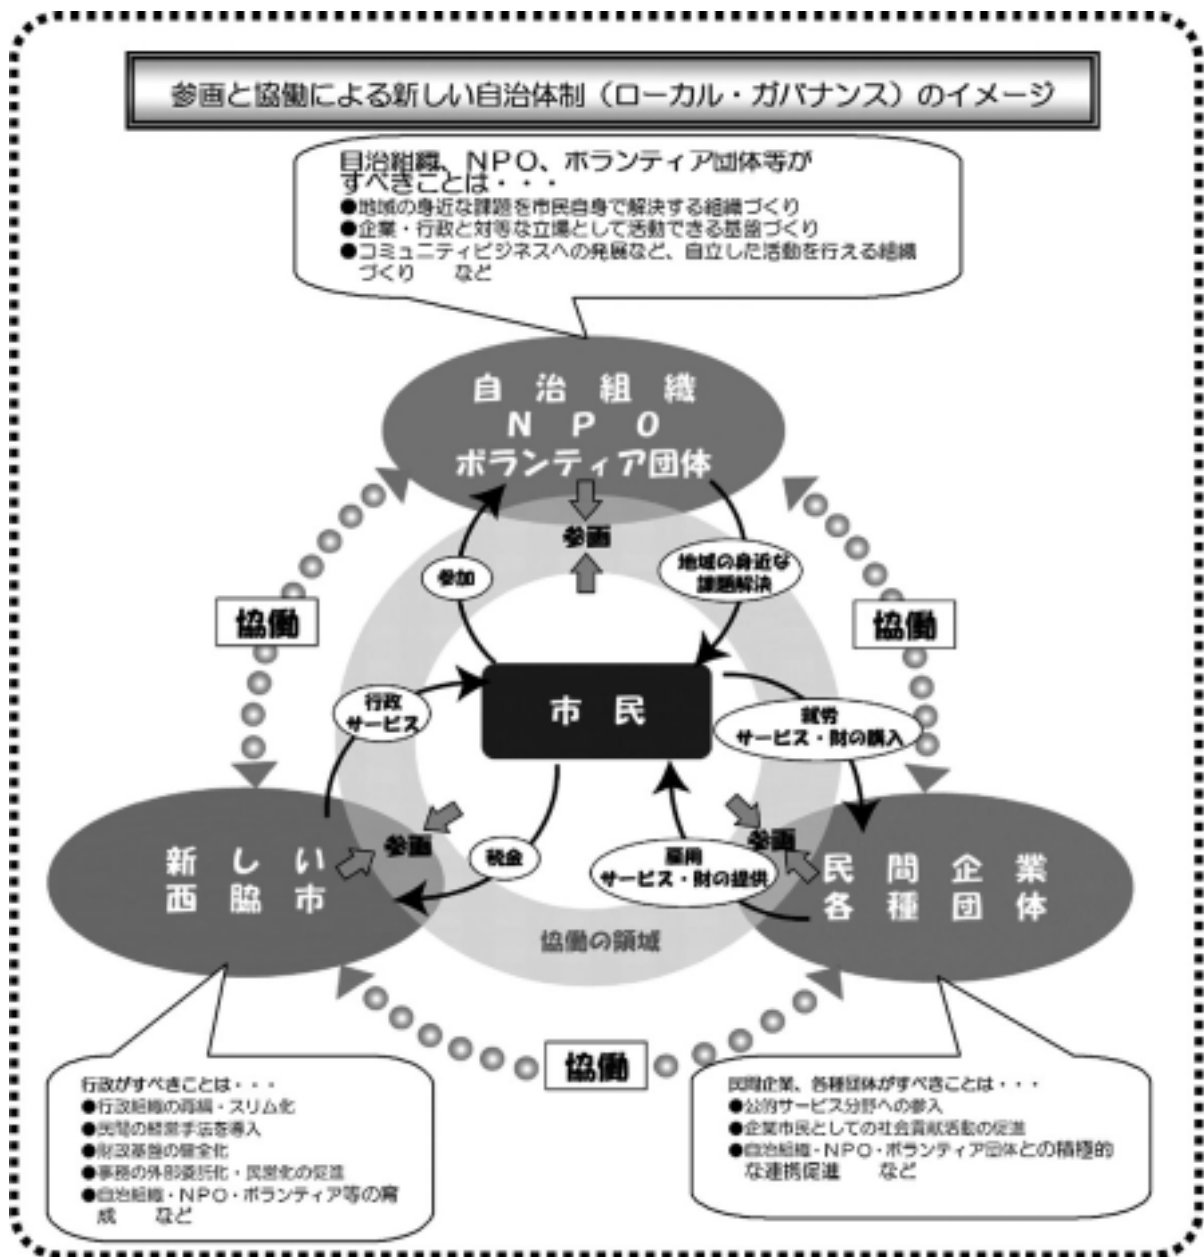 参画と協働による新しい自治体制（ローカル・ガバナンス）のイメージ
自治組織、ＮＰＯ、ボランティア団体等が
すべきことは・・・
●地域の身近な課題を市民自身で解決する組織づくり
●企業・行政と対等な立場として活動できる基盤づくり
●コミュニティビジネスへの発展など、自立した活動を行える組織
づくり　　など
自治組織
ＮＰＯ
ボランティア団体
参画
参加
地域の身近な
課題解決
協働
協働
行政
サービス
市民
就労
サービス・財の購入
新しい
西脇市
参画
税金
参画
雇用
サービス・財の提供
民間企業
各種団体
協働の領域
協働
行政がすべきことは・・・
●行政組織の再編・スリム化
●民間の経営手法を導入
●財政基盤の健全化
●事務の外部委託化・民営化の促進
●自治組織・ＮＰＯ・ボランティア等の育
成　　など
民間企業、各種団体がすべきことは・・・
●公的サービス分野への参入
●企業市民としての社会貢献活動の促進
●自治組織・ＮＰＯ・ボランティア団体との積極的
な連携促進　　など